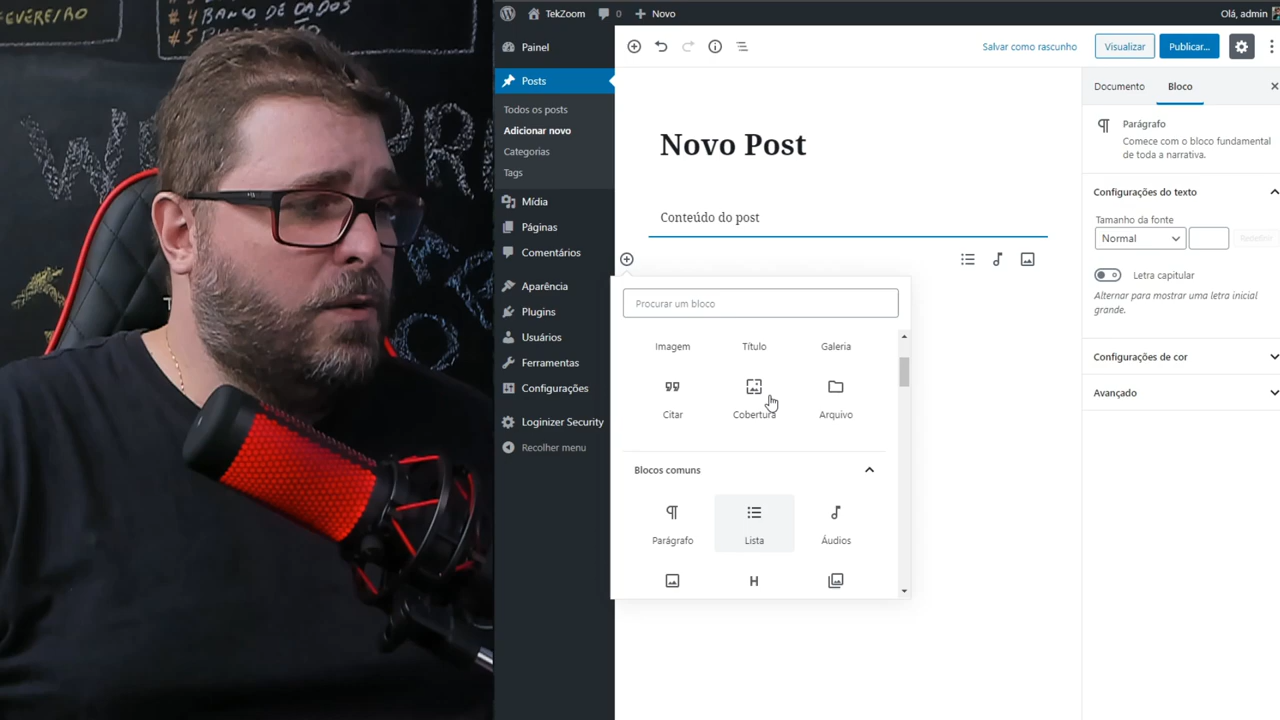 FEVEREIRO
#4 BANCO DE DADOS
#5
TekZoom
0
Novo
Olá, admin
Painel
Posts
Todos os posts
Adicionar novo
Categorias
Tags
Mídia
Páginas
Comentários
Aparência
Plugins
Usuários
Ferramentas
Configurações
Loginizer Security
Recolher menu
Salvar como rascunho
Visualizar
Publicar...
Novo Post
Conteúdo do post
Procurar um bloco
Imagem
Título
Galeria
Citar
Cobertura
Arquivo
Blocos comuns
Parágrafo
Lista
Áudios
H
Documento
Bloco
Parágrafo
Comece com o bloco fundamental
de toda a narrativa.
Configurações do texto
Tamanho da fonte
Normal
Redefinir
Letra capitular
Alternar para mostrar uma letra inicial
grande.
Configurações de cor
Avançado